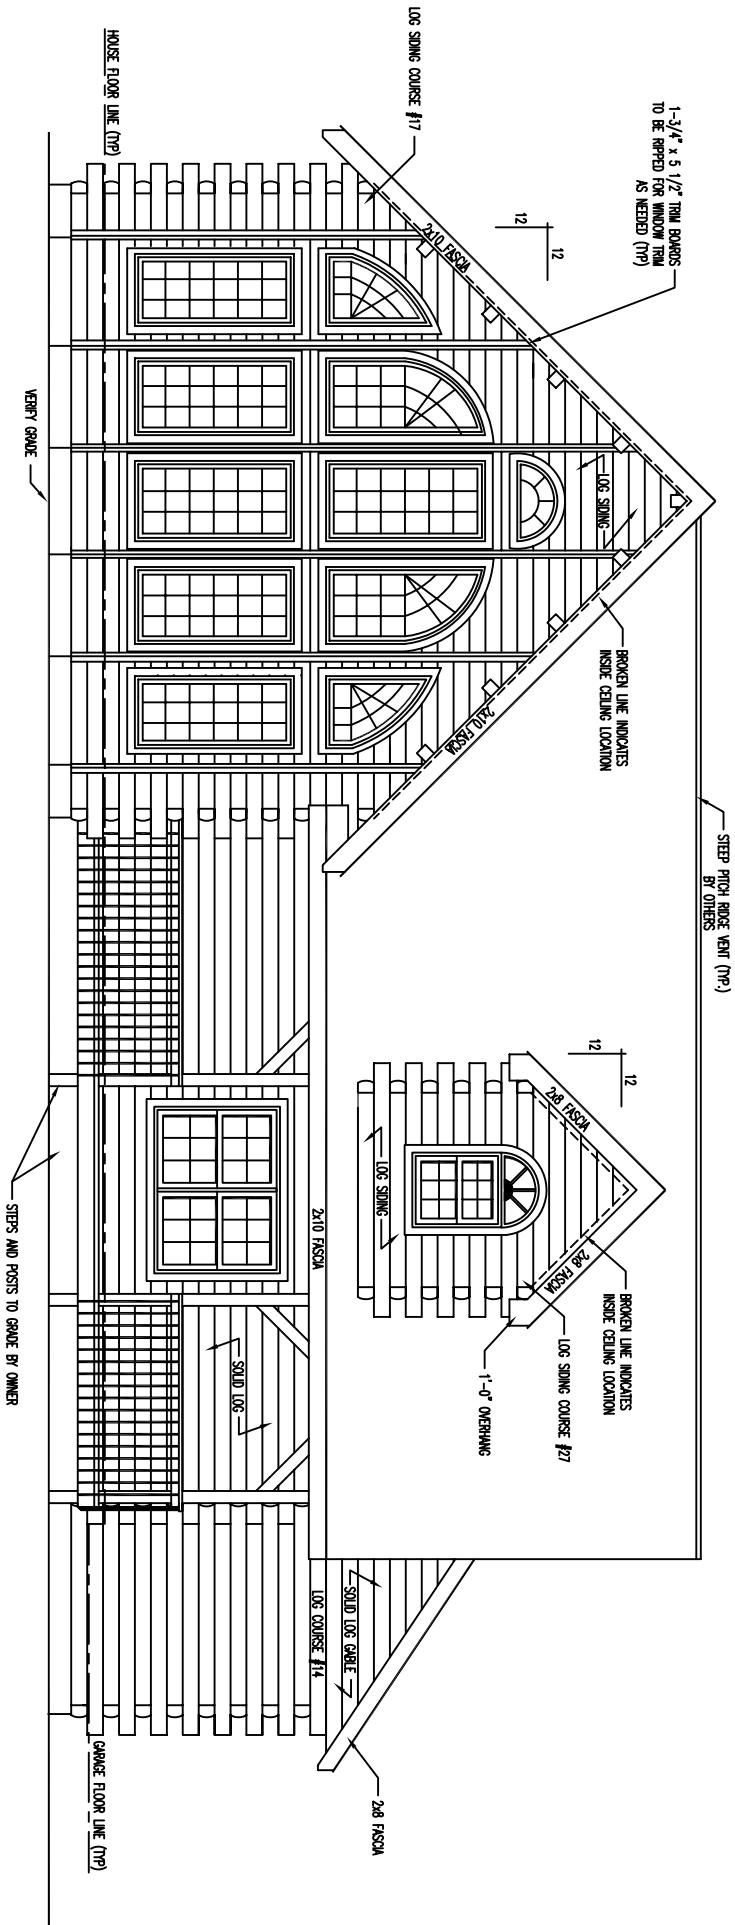 1-3/4" x 5 1/2" TRIM BOARDS
TO BE RIPPED FOR WINDOW TRIM
AS NEEDED (TYP)
LOG SIDING COURSE #17
HOUSE FLOOR LINE (TYP)
12
12
2x10 FASCIA
LOG SIDING
BROKEN LINE INDICATES
INSIDE CEILING LOCATION
2x10 FASCIA
VERIFY GRADE
STEEP PITCH RIDGE VENT (TYP.)
BY OTHERS
12
12
2x8 FASCIA
LOG SIDING
2x8 FASCIA
BROKEN LINE INDICATES
INSIDE CEILING LOCATION
LOG SIDING COURSE #27
1'-0" OVERHANG
2x10 FASCIA
SOLID LOG
STEPS AND POSTS TO GRADE BY OWNER
SOLID LOG GABLE
LOG COURSE #14
2x8 FASCIA
GARAGE FLOOR LINE (TYP)